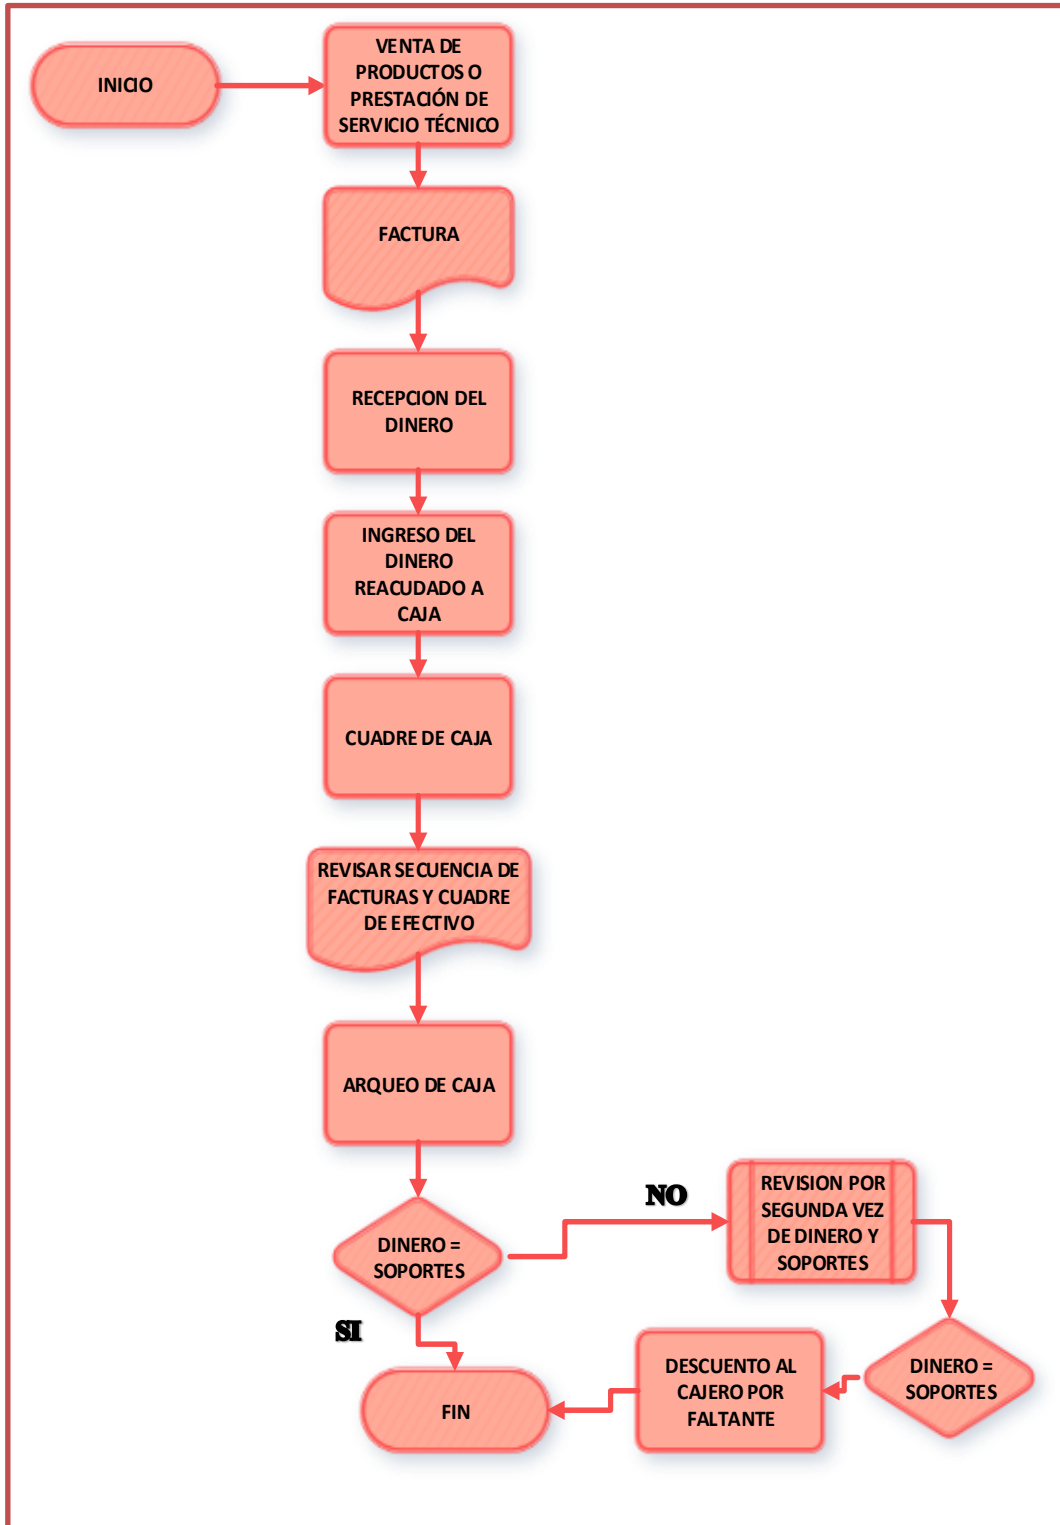 INICIO
VENTA DE
PRODUCTOS O
PRESTACIÓN DE
SERVICIO TÉCNICO
FACTURA
RECEPCION DEL
DINERO
INGRESO DEL
DINERO
REACUDADO A
CAJA
CUADRE DE CAJA
REVISAR SECUENCIA DE
FACTURAS Y CUADRE
DE EFECTIVO
ARQUEO DE CAJA
DINERO =
SOPORTES
NO
REVISION POR
SEGUNDA VEZ
DE DINERO Y
SOPORTES
DINERO =
SOPORTES
DESCUENTO AL
CAJERO POR
FALTANTE
SI
FIN